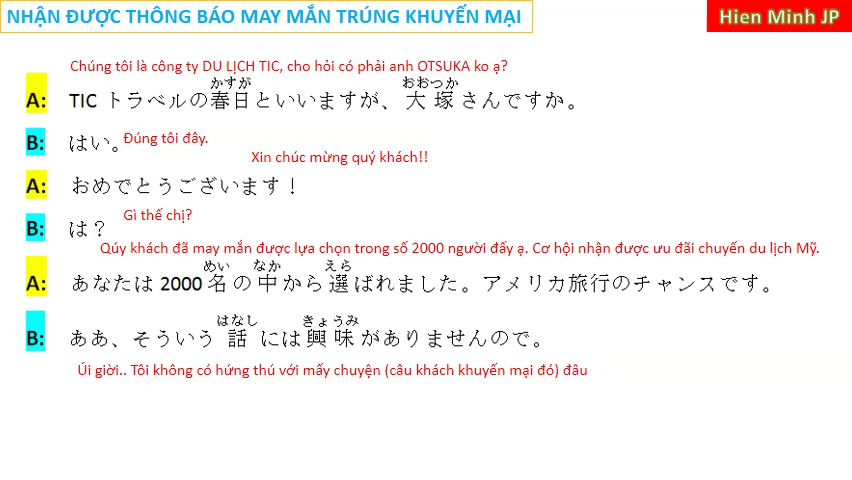 NHẬN ĐƯỢC THÔNG BÁO MAY MẮN TRÚNG KHUYẾN MẠI
Hien Minh JP
Chúng tôi là công ty DU LỊCH TIC, cho hỏi có phải anh OTSUKA ko ạ?
かすが おおつか
A: TIC トラベルの春日といいますが、大塚さんですか。
B: はい。Đúng tôi đây.
Xin chúc mừng quý khách!!
A: おめでとうございます！
Gì thế chị?
B: は？
Qúy khách đã may mắn được lựa chọn trong số 2000 người đấy ạ. Cơ hội nhận được ưu đãi chuyến du lịch Mỹ.
めい なか えら
A: あなたは 2000 名の中から選ばれました。アメリカ旅行のチャンスです。
はなし きょうみ
B: ああ、そういう話には興味がありませんので。
Úi giời.. Tôi không có hứng thú với mấy chuyện (câu khách khuyến mại đó) đâu